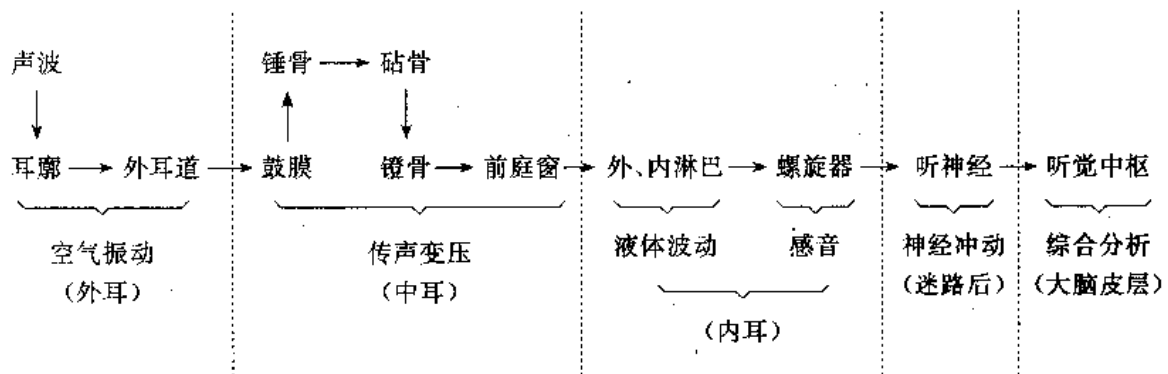 声波
锤骨 → 砧骨
耳廓 → 外耳道 → 鼓膜 镫骨 → 前庭窗 → 外、内淋巴 → 螺旋器 → 听神经 → 听觉中枢
空气振动 传声变压 液体波动 感音 神经冲动 综合分析
（外耳） （中耳） （迷路后） （大脑皮层）
（内耳）